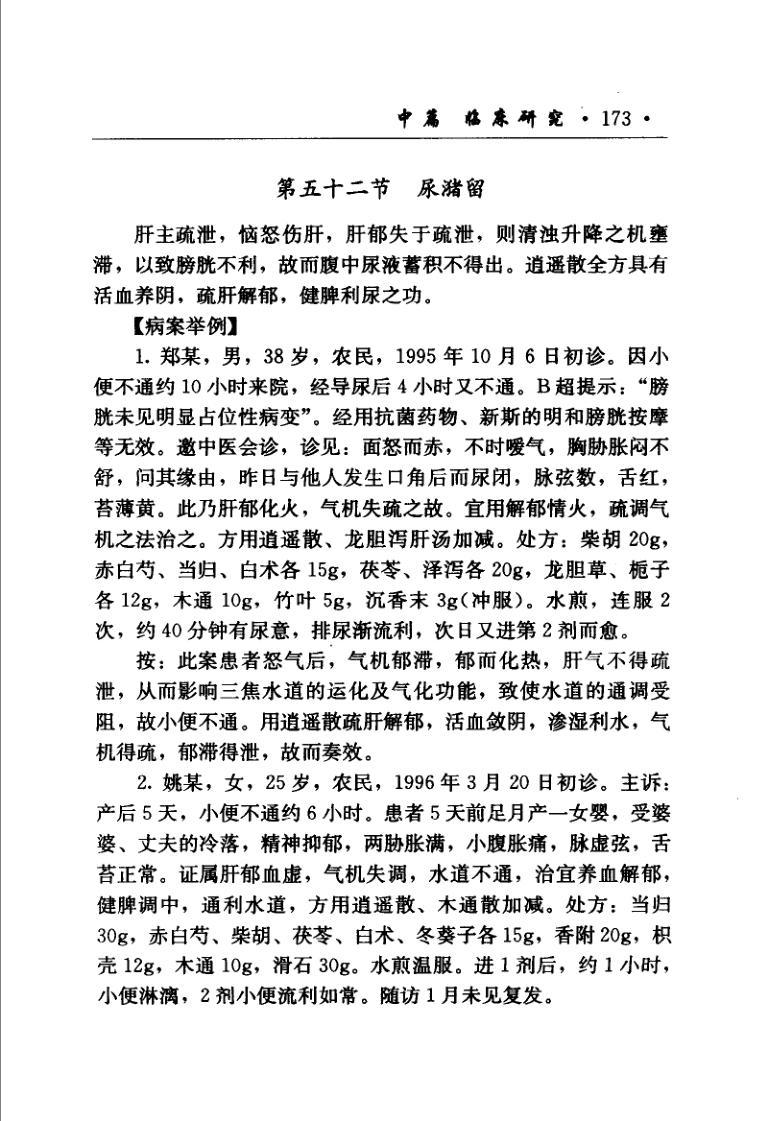 中篇 临床研究 · 173 ·
第五十二节 尿潴留
肝主疏泄，恼怒伤肝，肝郁失于疏泄，则清浊升降之机壅
滞，以致膀胱不利，故而腹中尿液蓄积不得出。逍遥散全方具有
活血养阴，疏肝解郁，健脾利尿之功。
【病案举例】
1. 郑某，男，38 岁，农民，1995 年 10 月 6 日初诊。因小
便不通约 10 小时来院，经导尿后 4 小时又不通。B 超提示：“膀
胱未见明显占位性病变”。经用抗菌药物、新斯的明和膀胱按摩
等无效。邀中医会诊，诊见：面怒而赤，不时嗳气，胸胁胀闷不
舒，问其缘由，昨日与他人发生口角后而尿闭，脉弦数，舌红，
苔薄黄。此乃肝郁化火，气机失疏之故。宜用解郁情火，疏调气
机之法治之。方用逍遥散、龙胆泻肝汤加减。处方：柴胡 20g，
赤白芍、当归、白术各 15g，茯苓、泽泻各 20g，龙胆草、栀子
各 12g，木通 10g，竹叶 5g，沉香末 3g(冲服)。水煎，连服 2
次，约 40 分钟有尿意，排尿渐流利，次日又进第 2 剂而愈。
按：此案患者怒气后，气机郁滞，郁而化热，肝气不得疏
泄，从而影响三焦水道的运化及气化功能，致使水道的通调受
阻，故小便不通。用逍遥散疏肝解郁，活血敛阴，渗湿利水，气
机得疏，郁滞得泄，故而奏效。
2. 姚某，女，25 岁，农民，1996 年 3 月 20 日初诊。主诉：
产后 5 天，小便不通约 6 小时。患者 5 天前足月产一女婴，受婆
婆、丈夫的冷落，精神抑郁，两胁胀满，小腹胀痛，脉虚弦，舌
苔正常。证属肝郁血虚，气机失调，水道不通，治宜养血解郁，
健脾调中，通利水道，方用逍遥散、木通散加减。处方：当归
30g，赤白芍、柴胡、茯苓、白术、冬葵子各 15g，香附 20g，枳
壳 12g，木通 10g，滑石 30g。水煎温服。进 1 剂后，约 1 小时，
小便淋漓，2 剂小便流利如常。随访 1 月未见复发。